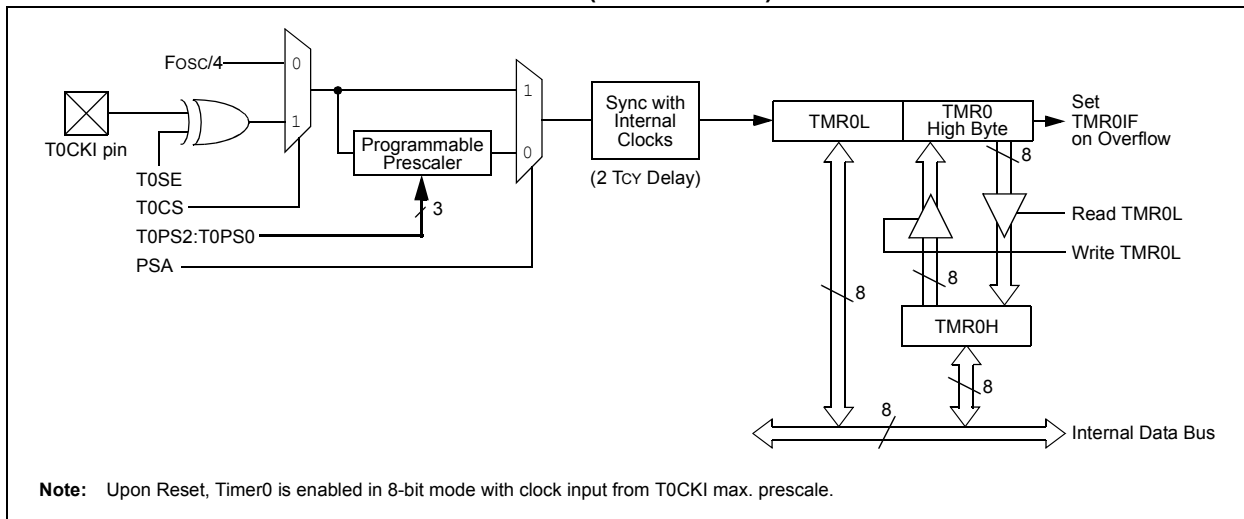 FOSC/4
0
1
T0CKI pin
T0SE
T0CS
T0PS2:T0PS0
PSA
Programmable
Prescaler
3
1
0
Sync with
Internal
Clocks
(2 TCY Delay)
TMR0L
TMR0
High Byte
Set
TMR0IF
on Overflow
8
Read TMR0L
Write TMR0L
8
8
TMR0H
8
8
Internal Data Bus
Note: Upon Reset, Timer0 is enabled in 8-bit mode with clock input from T0CKI max. prescale.